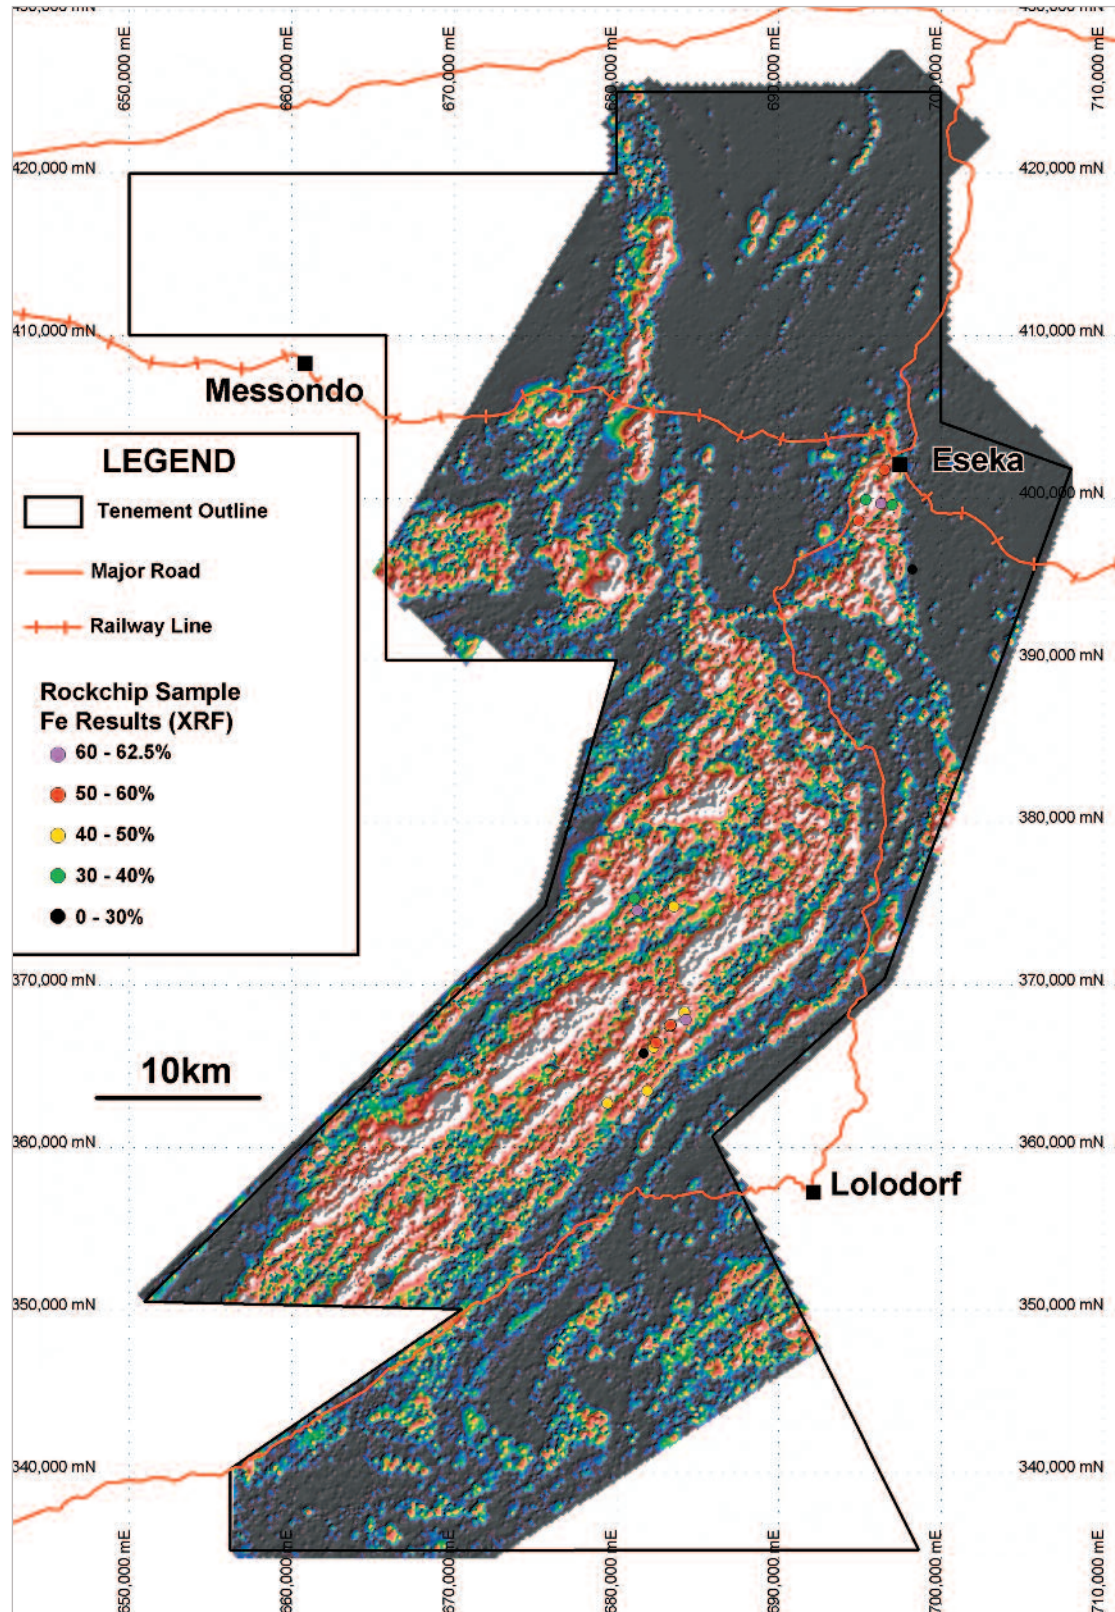 430,000 mN
430,000 mN
650,000 mE
660,000 mE
670,000 mE
680,000 mE
690,000 mE
700,000 mE
710,000 mE
420,000 mN
420,000 mN
410,000 mN
410,000 mN
Messondo
Eseka
400,000 mN
LEGEND
Tenement Outline
Major Road
Railway Line
Rockchip Sample
Fe Results (XRF)
60 - 62.5%
50 - 60%
40 - 50%
30 - 40%
0 - 30%
390,000 mN
380,000 mN
370,000 mN
370,000 mN
10km
360,000 mN
360,000 mN
Lolodorf
350,000 mN
350,000 mN
340,000 mN
340,000 mN
650,000 mE
660,000 mE
670,000 mE
680,000 mE
690,000 mE
700,000 mE
710,000 mE